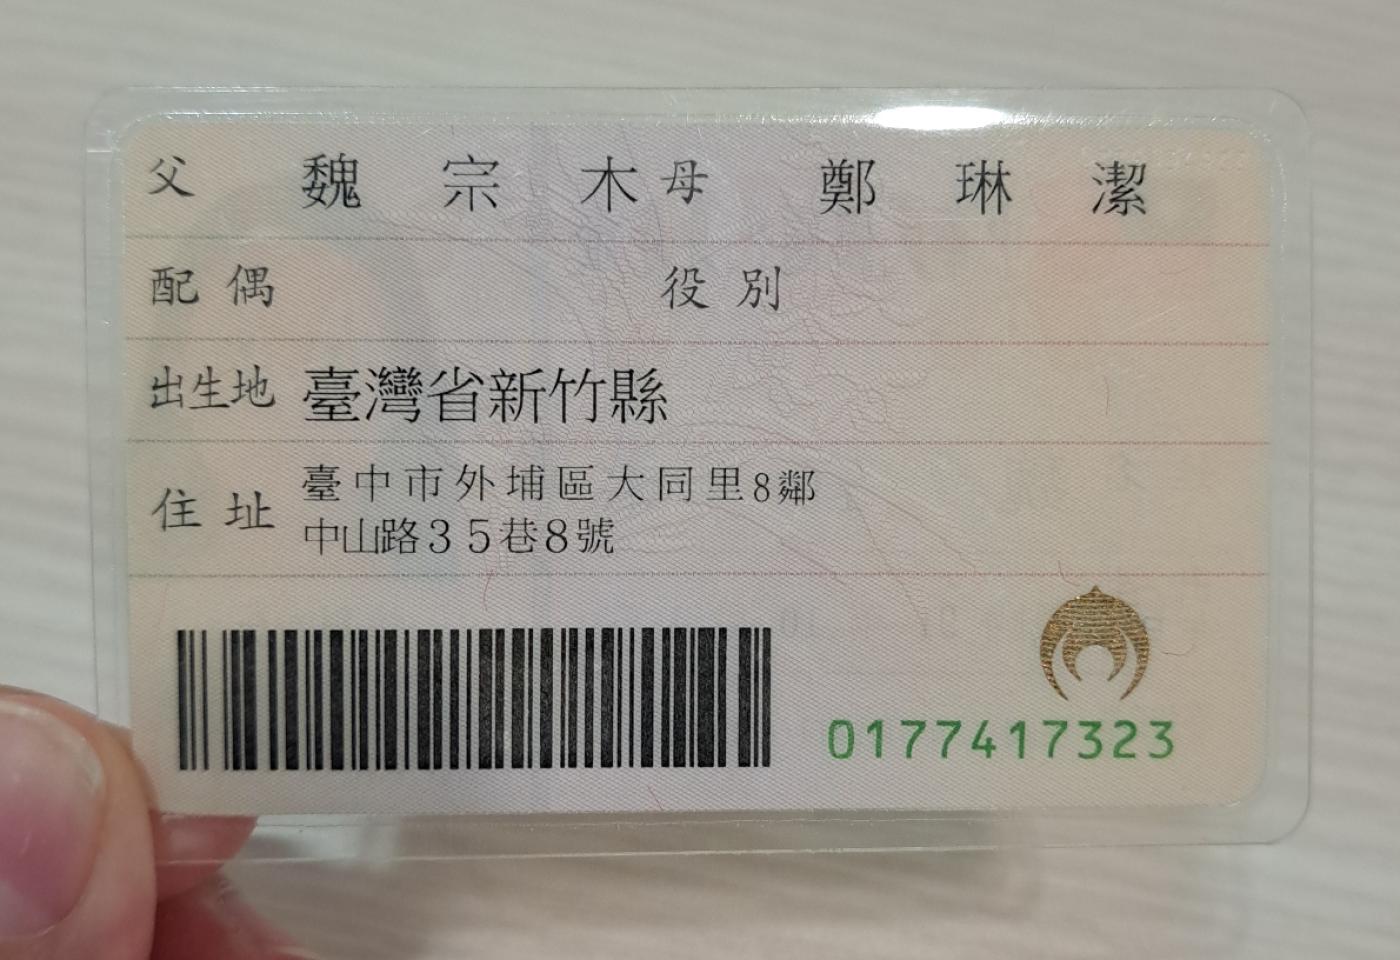 父 魏宗木 母 鄭琳潔
配偶 役別
出生地 臺灣省新竹縣
住址 臺中市外埔區大同里8鄰
中山路35巷8號
0177417323